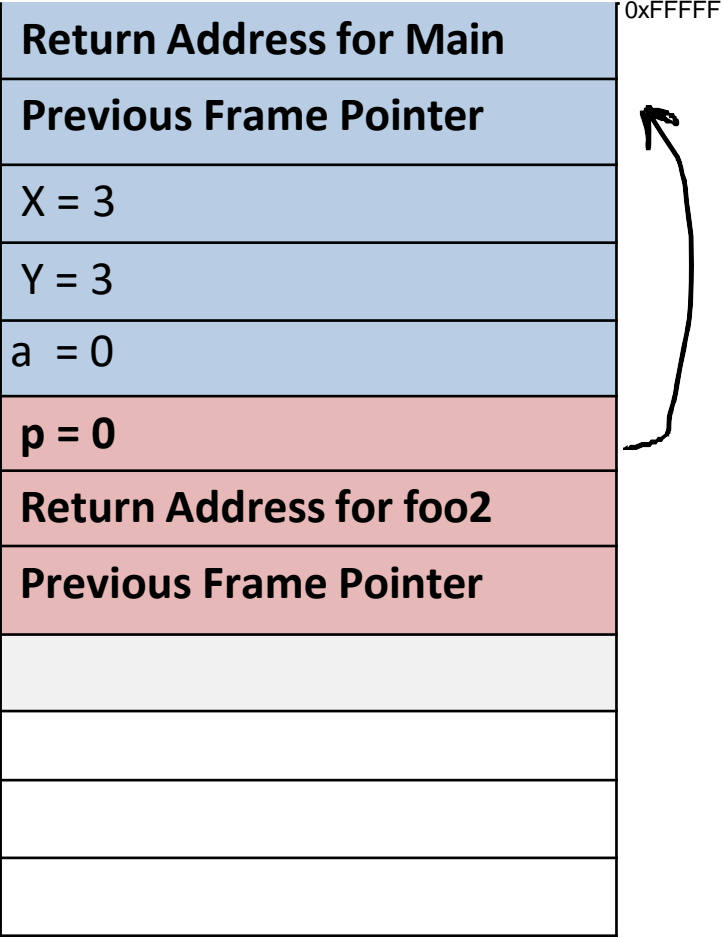 0xFFFFF
Return Address for Main
Previous Frame Pointer
X = 3
Y = 3
a = 0
p = 0
Return Address for foo2
Previous Frame Pointer